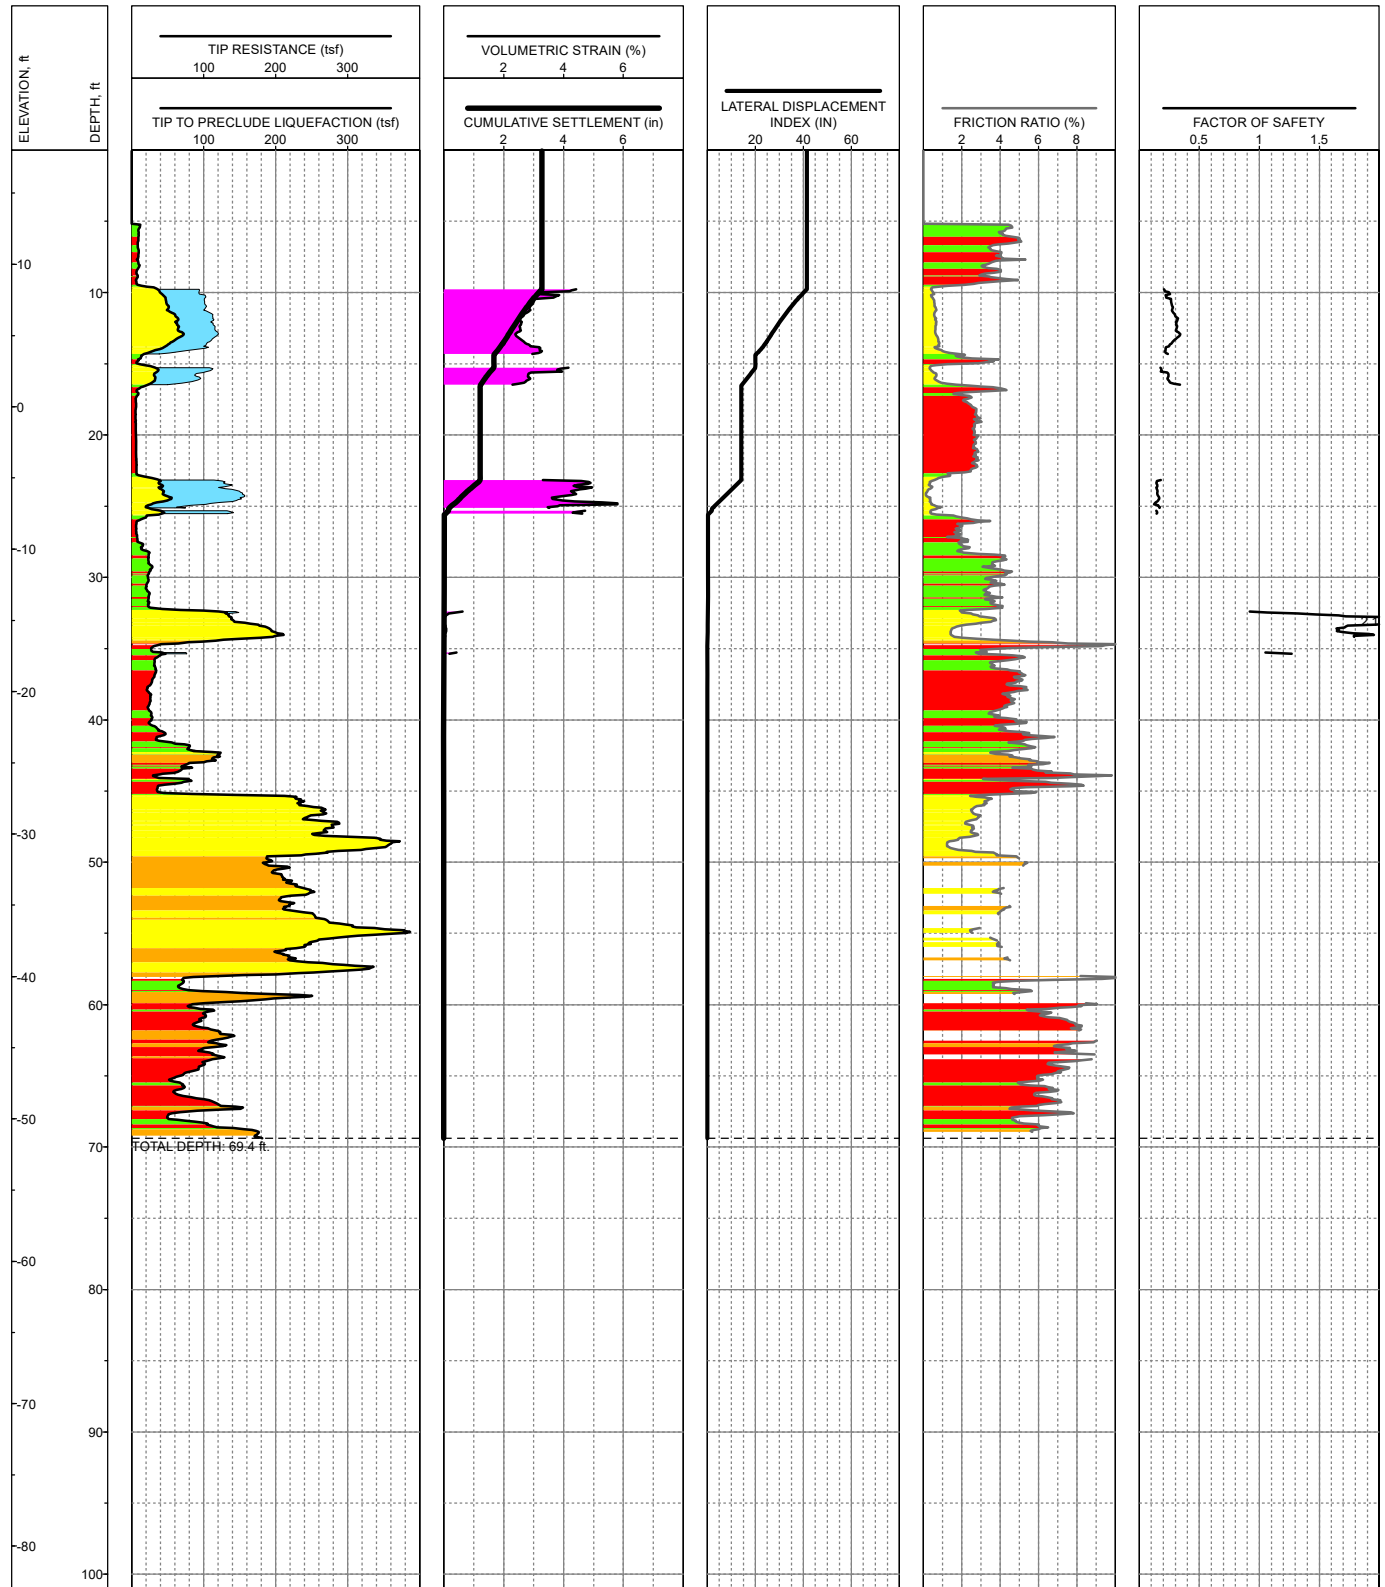 ELEVATION, ft
DEPTH, ft
TIP RESISTANCE (tsf)
100 200 300
TIP TO PRECLUDE LIQUEFACTION (tsf)
100 200 300
VOLUMETRIC STRAIN (%)
2 4 6
CUMULATIVE SETTLEMENT (in)
2 4 6
LATERAL DISPLACEMENT
INDEX (IN)
20 40 60
FRICTION RATIO (%)
2 4 6 8
FACTOR OF SAFETY
0.5 1 1.5
10
10
0
20
-10
30
2.1
-20
40
-30
50
-40
60
-50
70
TOTAL DEPTH: 69.4 ft.
-60
80
-70
90
-80
100